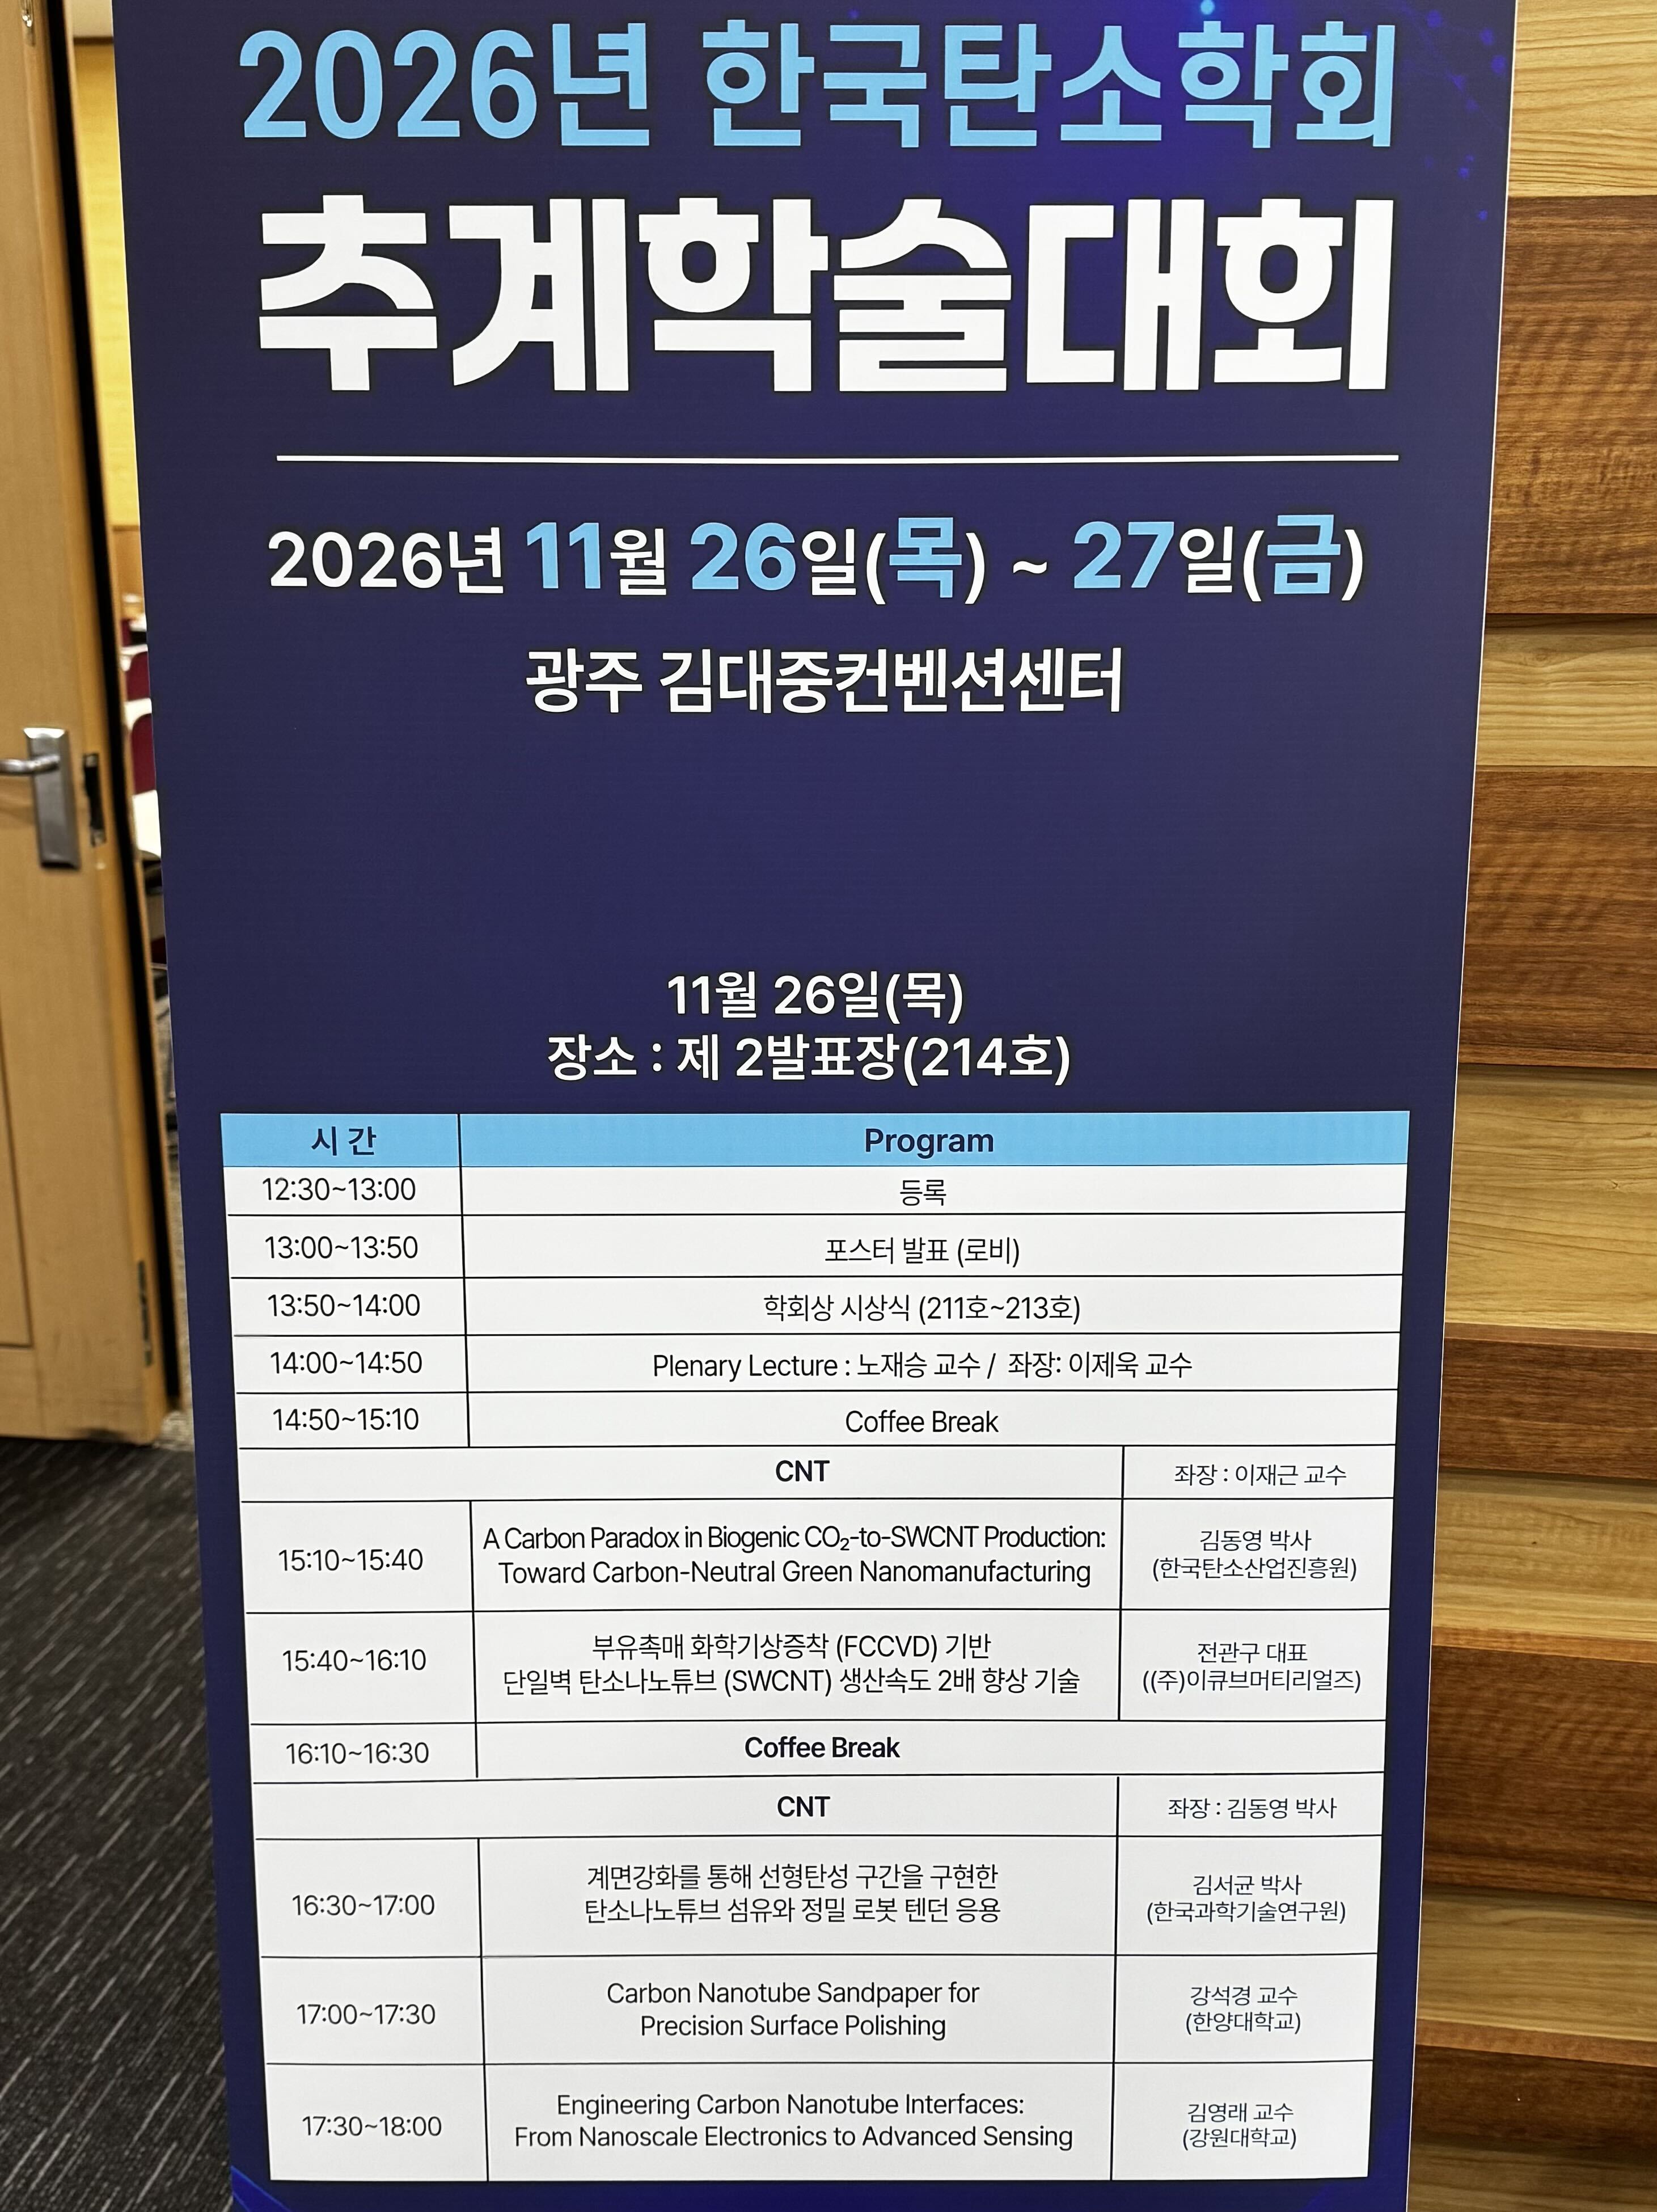 2026년 한국탄소학회
추계학술대회
2026년 11월 26일(목) ~ 27일(금)
광주 김대중컨벤션센터
11월 26일(목)
장소 : 제 2발표장(214호)
시 간 Program
12:30~13:00 등록
13:00~13:50 포스터 발표 (로비)
13:50~14:00 학회상 시상식 (211호~213호)
14:00~14:50 Plenary Lecture : 노재승 교수 / 좌장: 이제욱 교수
14:50~15:10 Coffee Break
CNT 좌장 : 이재근 교수
15:10~15:40
A Carbon Paradox in Biogenic CO₂-to-SWCNT Production:
Toward Carbon-Neutral Green Nanomanufacturing
김동영 박사
(한국탄소산업진흥원)
15:40~16:10
부유촉매 화학기상증착 (FCCVD) 기반
단일벽 탄소나노튜브 (SWCNT) 생산속도 2배 향상 기술
전관구 대표
((주)이큐브머티리얼즈)
16:10~16:30 Coffee Break
CNT 좌장 : 김동영 박사
16:30~17:00
계면강화를 통해 선형탄성 구간을 구현한
탄소나노튜브 섬유와 정밀 로봇 텐던 응용
김서균 박사
(한국과학기술연구원)
17:00~17:30
Carbon Nanotube Sandpaper for
Precision Surface Polishing
강석경 교수
(한양대학교)
17:30~18:00
Engineering Carbon Nanotube Interfaces:
From Nanoscale Electronics to Advanced Sensing
김영래 교수
(강원대학교)